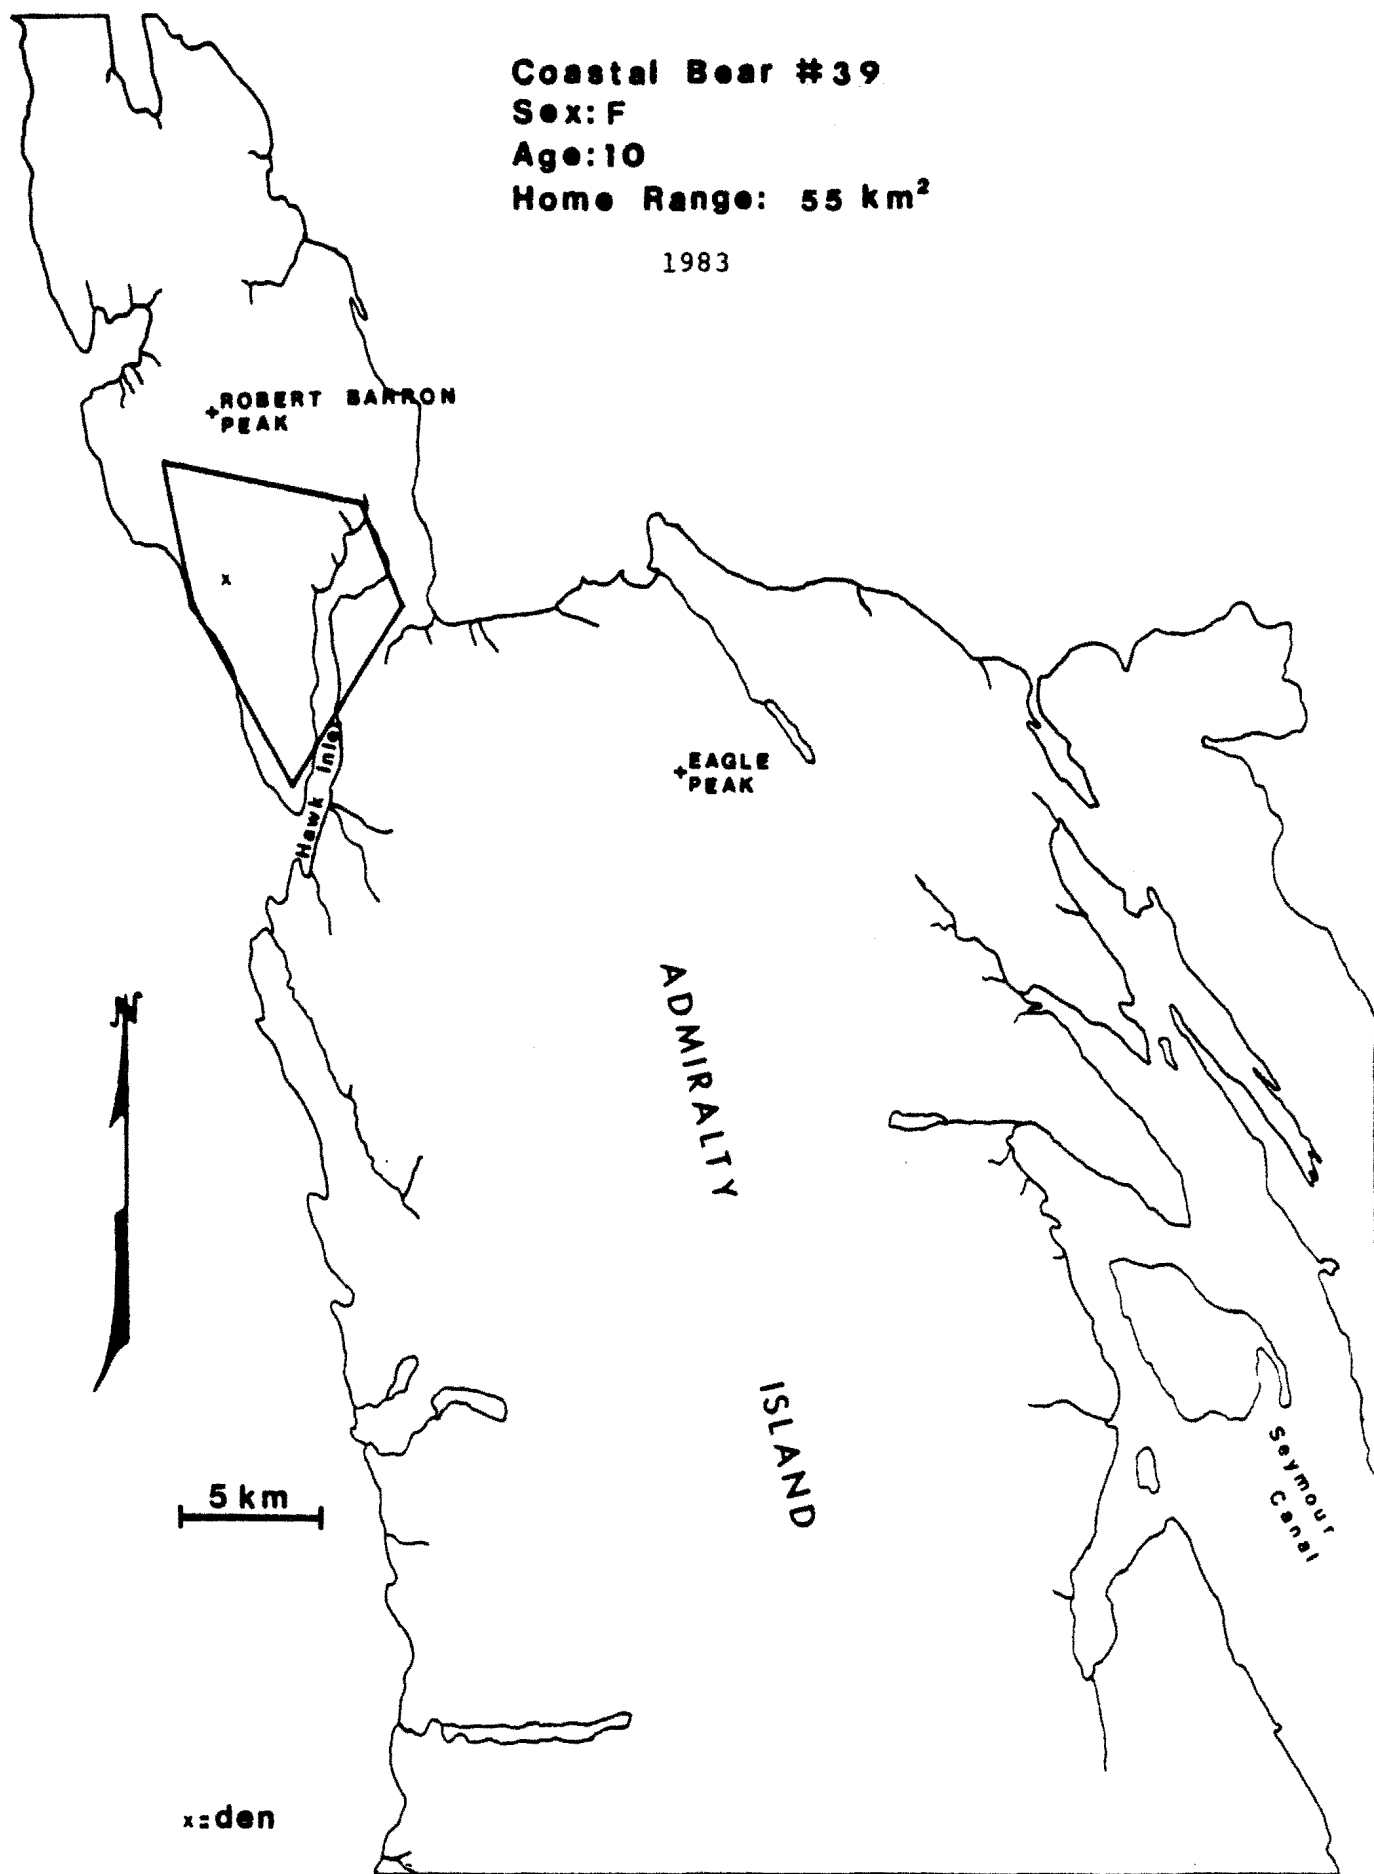 Coastal Bear #39
Sex: F
Age: 10
Home Range: 55 km²
1983
+ROBERT BARRON
PEAK
x
Hawk Inlet
+EAGLE
PEAK
N
ADMIRALTY
ISLAND
Seymour
Canal
5 km
x=den